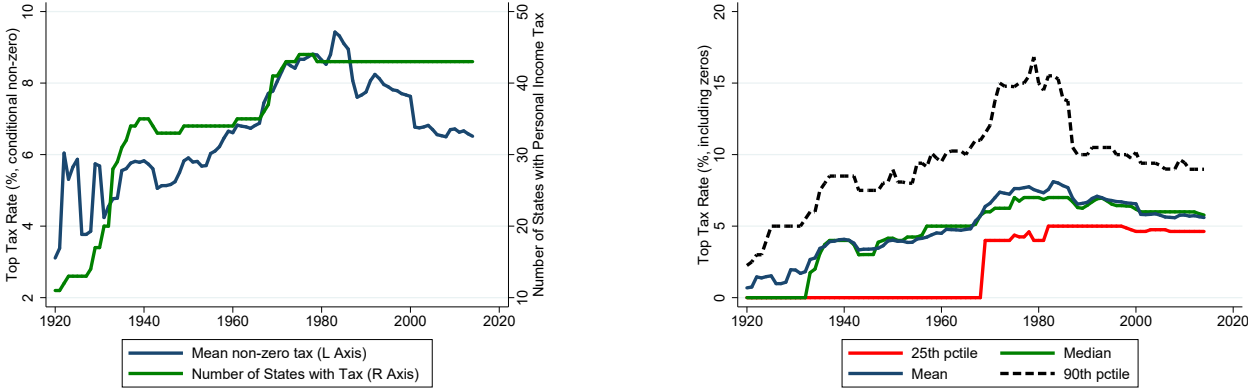 Top Tax Rate (%, conditional non-zero)
10
8
6
4
2
50
40
30
20
10
Number of States with Personal Income Tax
1920 1940 1960 1980 2000 2020
Mean non-zero tax (L Axis)
Number of States with Tax (R Axis)
Top Tax Rate (%, including zeros)
20
15
10
5
0
1920 1940 1960 1980 2000 2020
25th pctile Median
Mean 90th pctile